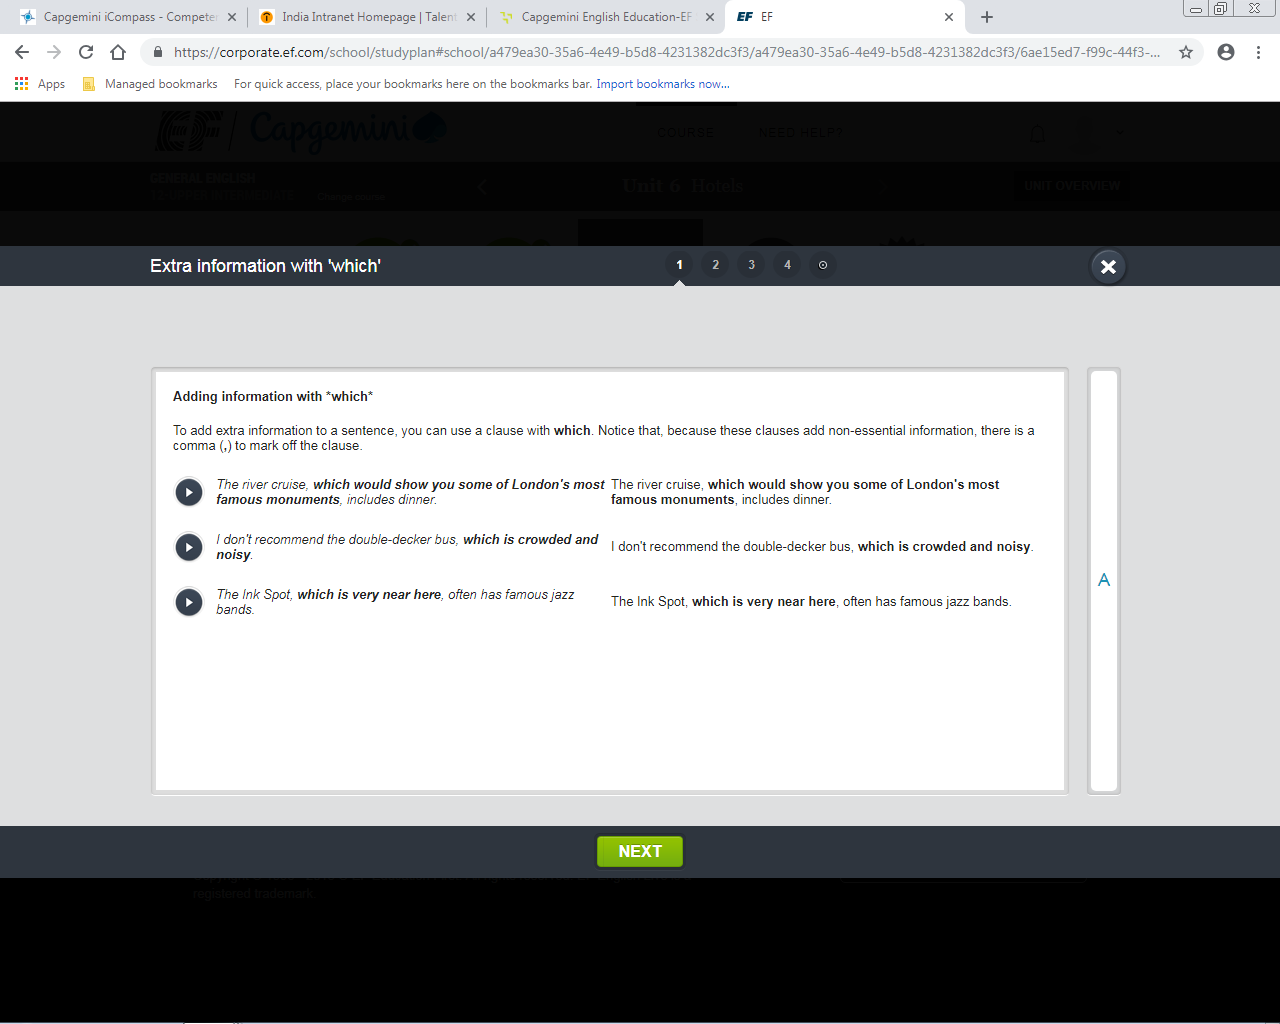 Capgemini iCompass - Competen
India Intranet Homepage | Talent
Capgemini English Education-EF
EF EF
https://corporate.ef.com/school/studyplan#school/a479ea30-35a6-4e49-b5d8-4231382dc3f3/a479ea30-35a6-4e49-b5d8-4231382dc3f3/6ae15ed7-f99c-44f3-...
Apps Managed bookmarks For quick access, place your bookmarks here on the bookmarks bar. Import bookmarks now...
EF | Capgemini COURSE NEED HELP?
GENERAL ENGLISH
Unit 6 Hotels UNIT OVERVIEW
Change course
Extra information with 'which' 1 2 3 4
Adding information with *which*
To add extra information to a sentence, you can use a clause with which. Notice that, because these clauses add non-essential information, there is a
comma (,) to mark off the clause.
The river cruise, which would show you some of London's most
famous monuments, includes dinner.
The river cruise, which would show you some of London's most
famous monuments, includes dinner.
I don't recommend the double-decker bus, which is crowded and
noisy.
I don't recommend the double-decker bus, which is crowded and noisy.
The Ink Spot, which is very near here, often has famous jazz
bands.
The Ink Spot, which is very near here, often has famous jazz bands.
A
NEXT
registered trademark